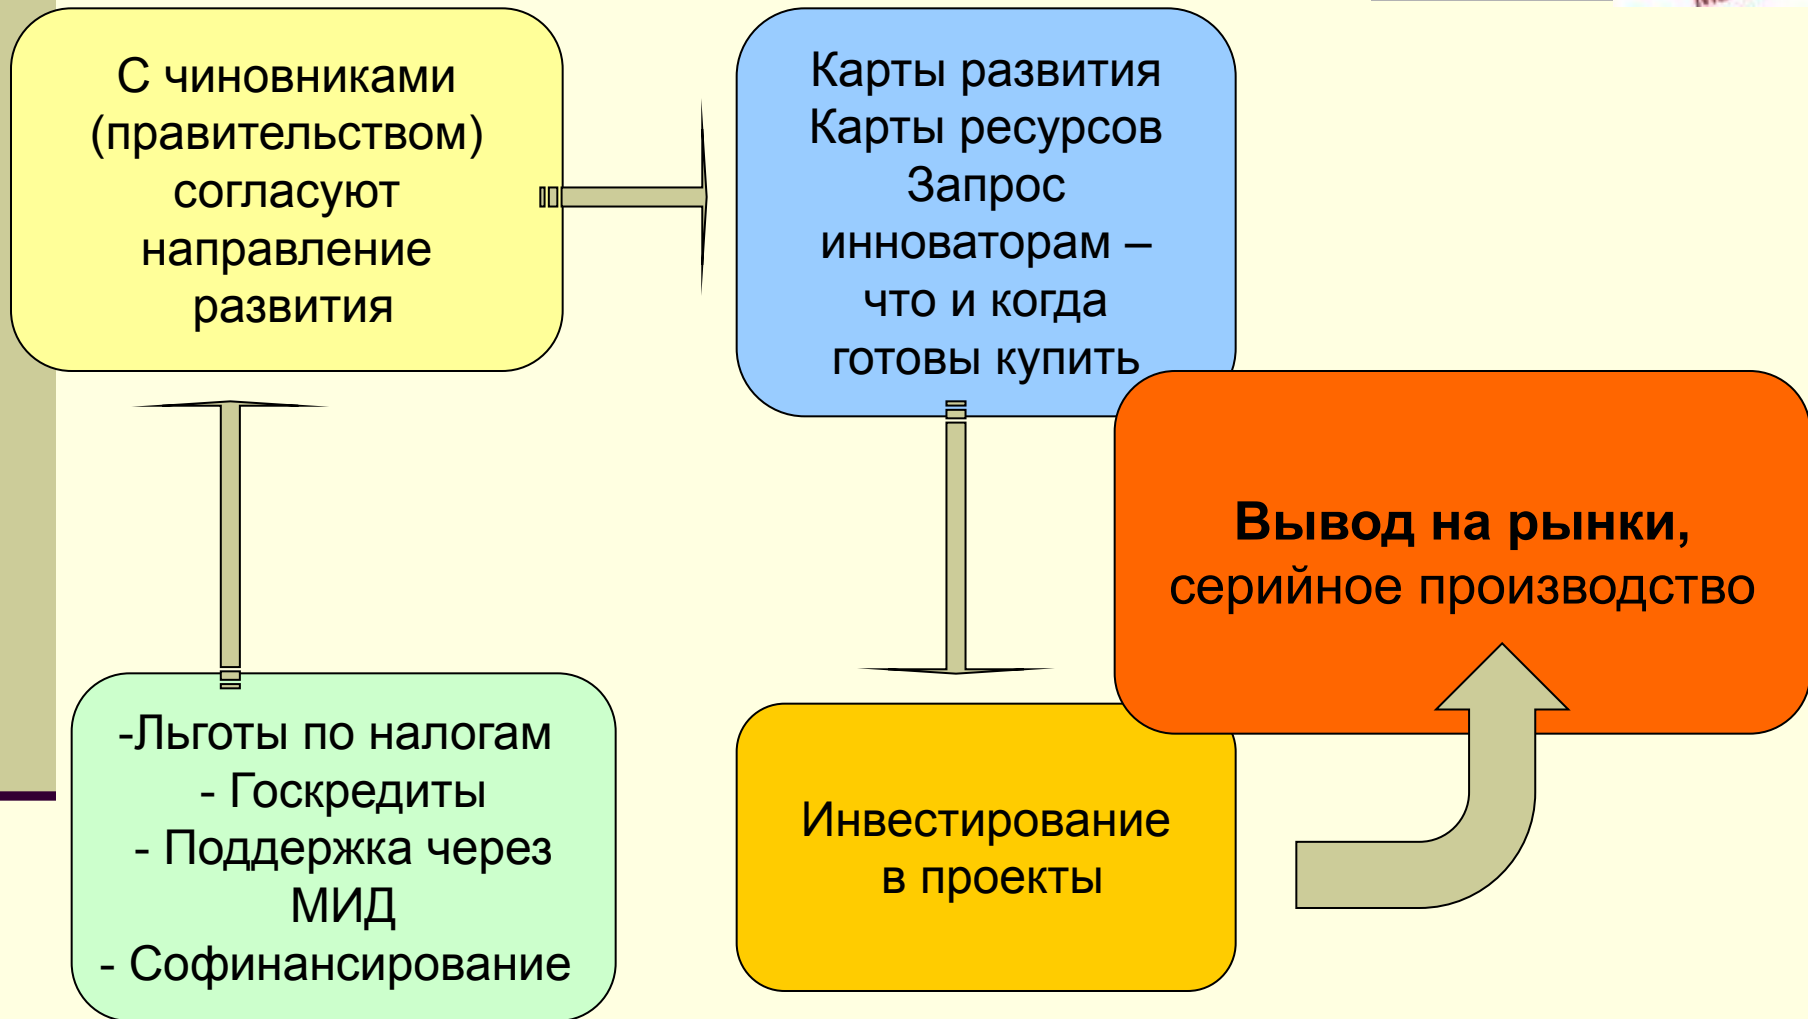 С чиновниками
(правительством)
согласуют
направление
развития
Карты развития
Карты ресурсов
Запрос
инноваторам –
что и когда
готовы купить
Вывод на рынки,
серийное производство
-Льготы по налогам
- Госкредиты
- Поддержка через
МИД
- Софинансирование
Инвестирование
в проекты